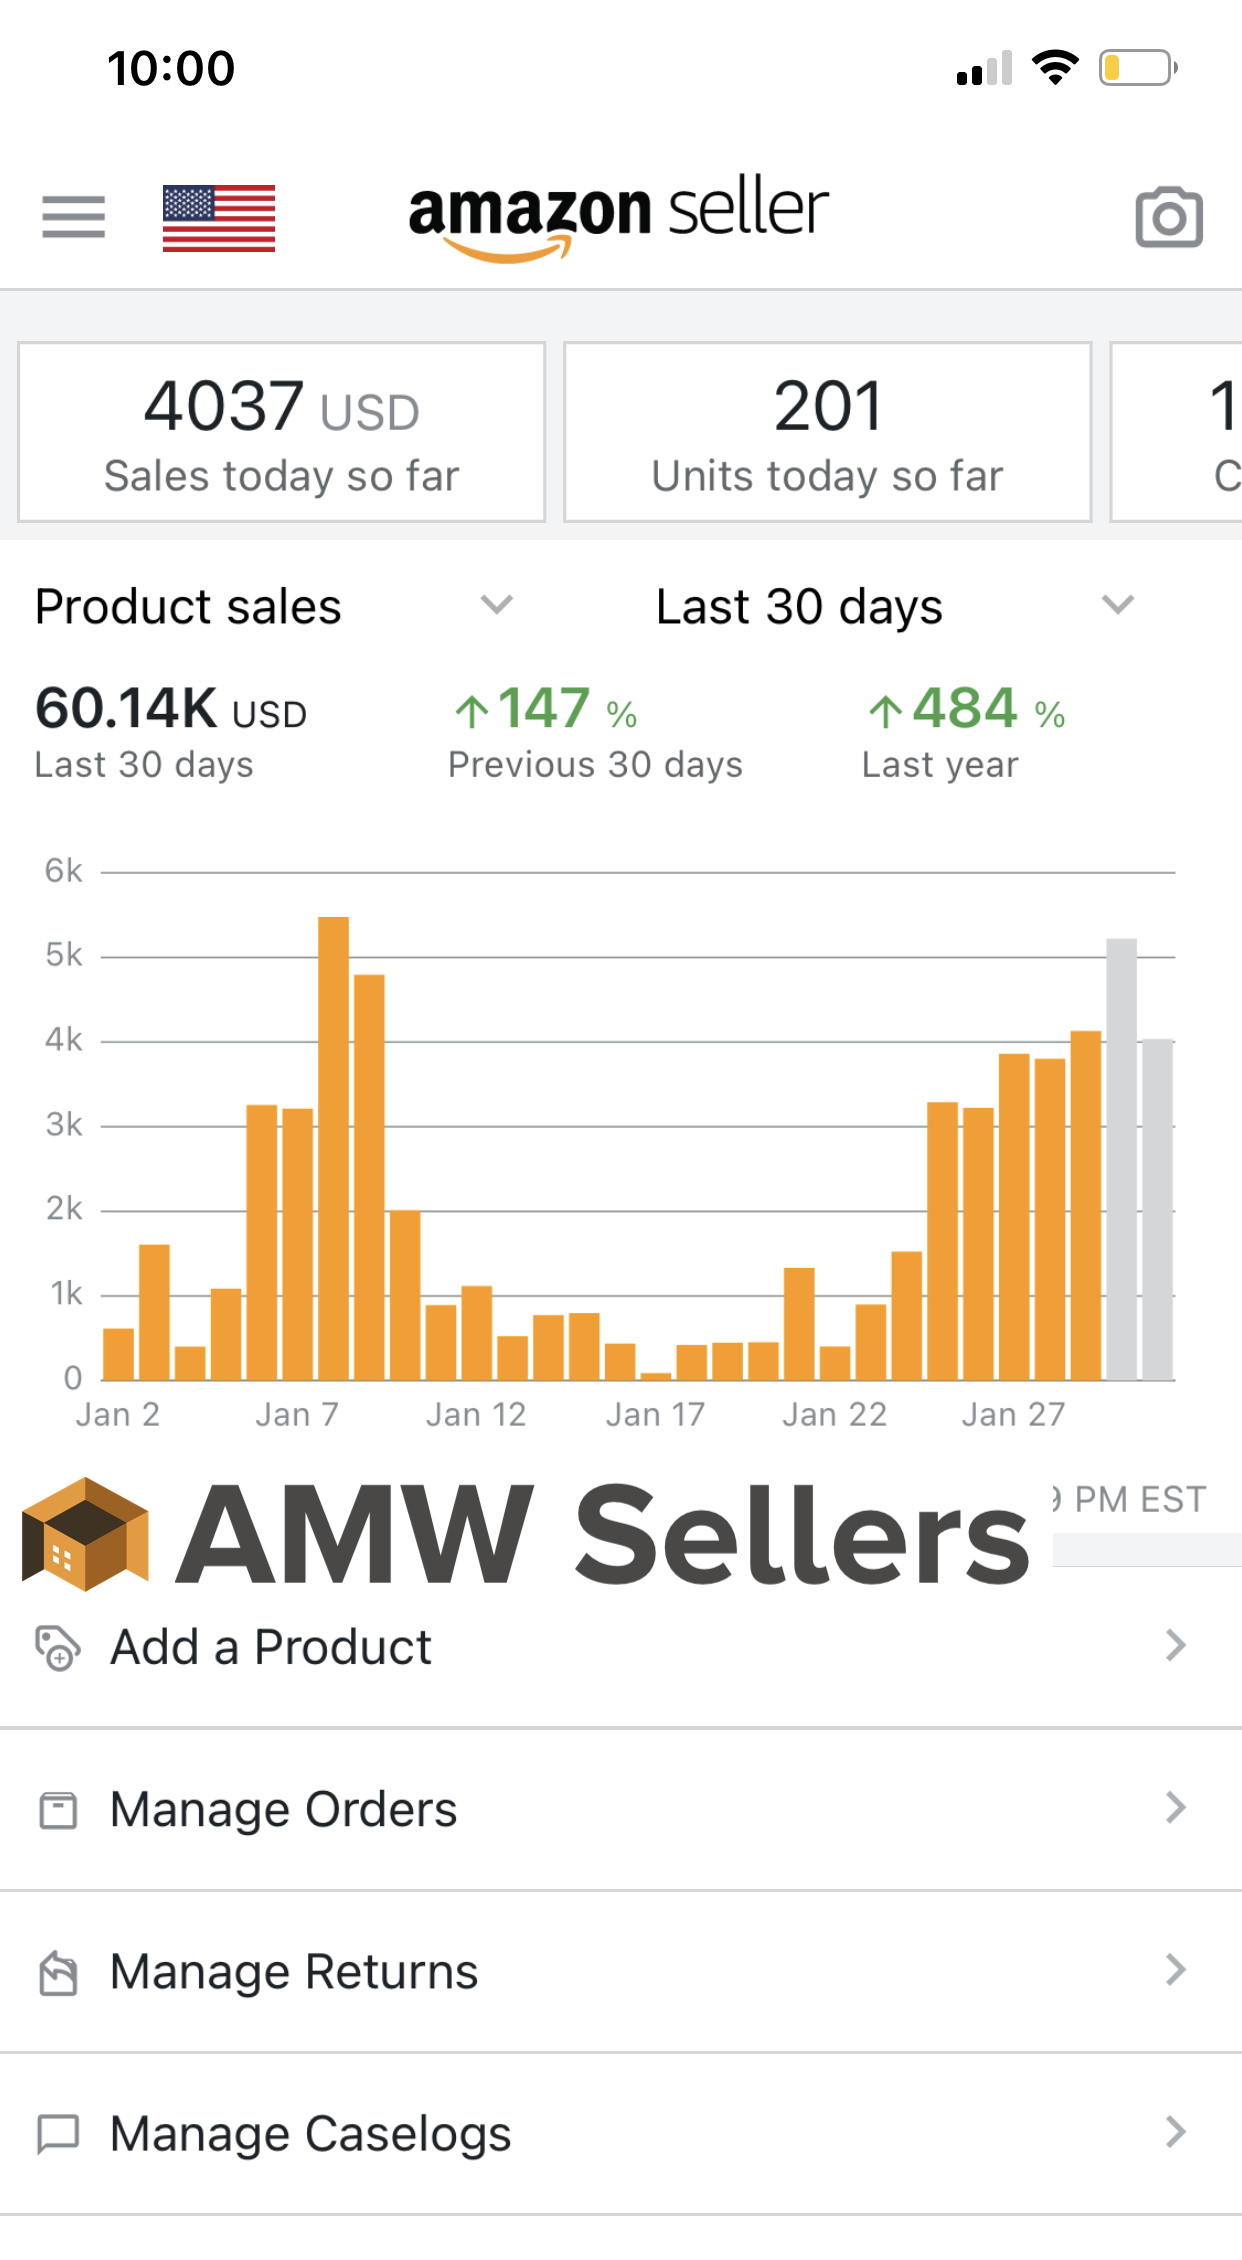 10:00
amazon seller
4037 USD
Sales today so far
201
Units today so far
1
C
Product sales
Last 30 days
60.14K USD
Last 30 days
↑147 %
Previous 30 days
↑484 %
Last year
6k
5k
4k
3k
2k
1k
0
Jan 2 Jan 7 Jan 12 Jan 17 Jan 22 Jan 27
AMW Sellers
PM EST
Add a Product
Manage Orders
Manage Returns
Manage Caselogs